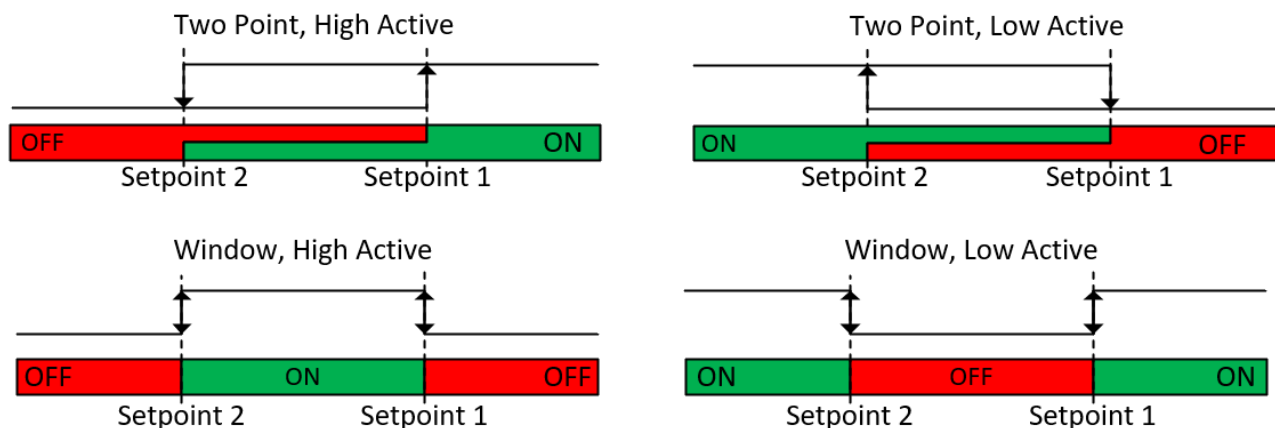 Two Point, High Active
OFF
ON
Setpoint 2
Setpoint 1
Two Point, Low Active
ON
OFF
Setpoint 2
Setpoint 1
Window, High Active
OFF
ON
OFF
Setpoint 2
Setpoint 1
Window, Low Active
ON
OFF
ON
Setpoint 2
Setpoint 1